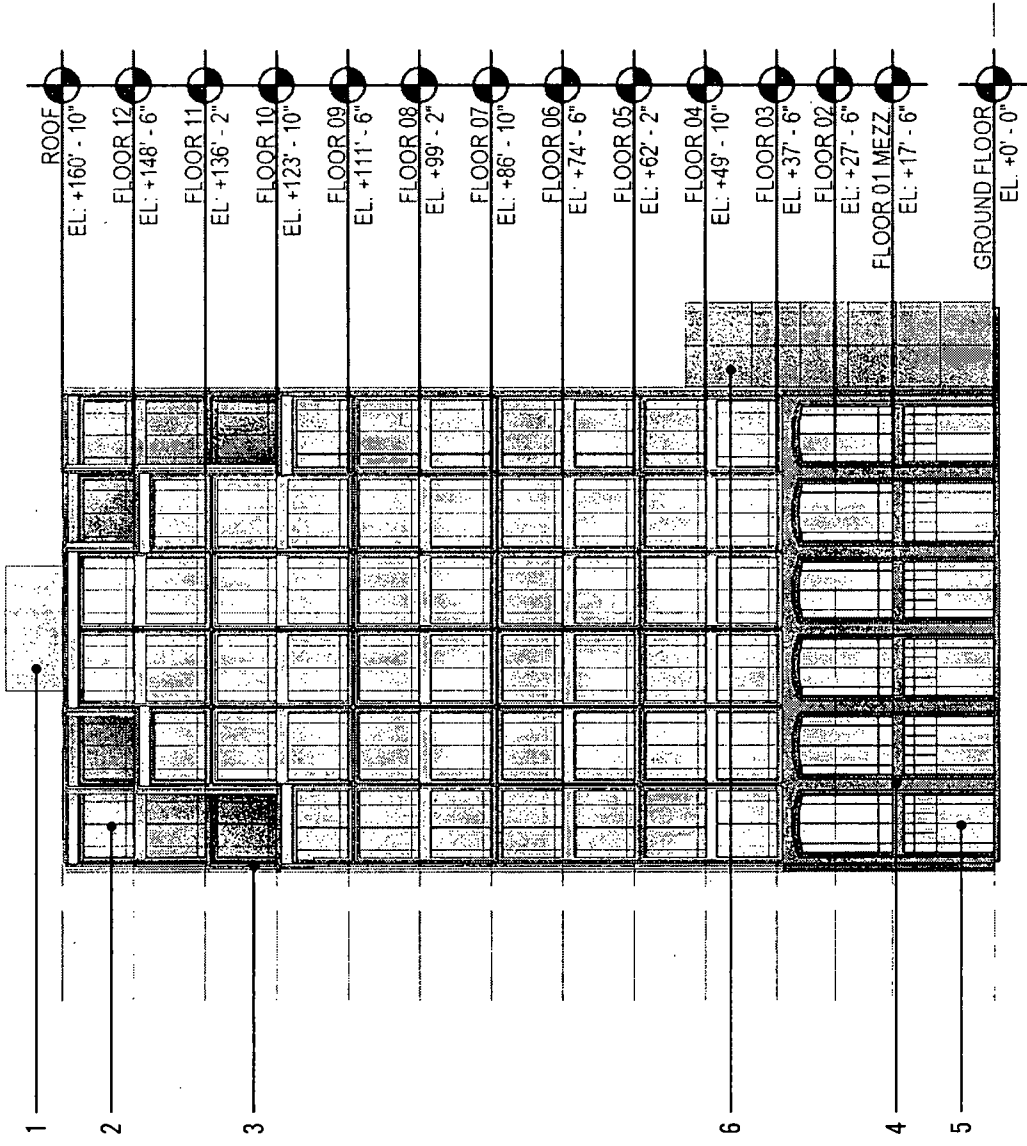 ROOF
EL: +160' - 10"
FLOOR 12
EL: +148' - 6"
FLOOR 11
EL: +136' - 2"
FLOOR 10
EL: +123' - 10"
FLOOR 09
EL: +111' - 6"
FLOOR 08
EL: +99' - 2"
FLOOR 07
EL: +86' - 10"
FLOOR 06
EL: +74' - 6"
FLOOR 05
EL: +62' - 2"
FLOOR 04
EL: +49' - 10"
FLOOR 03
EL: +37' - 6"
FLOOR 02
EL: +27' - 6"
FLOOR 01 MEZZ
EL: +17' - 6"
GROUND FLOOR
EL: +0' - 0"
1
2
3
6
4
5